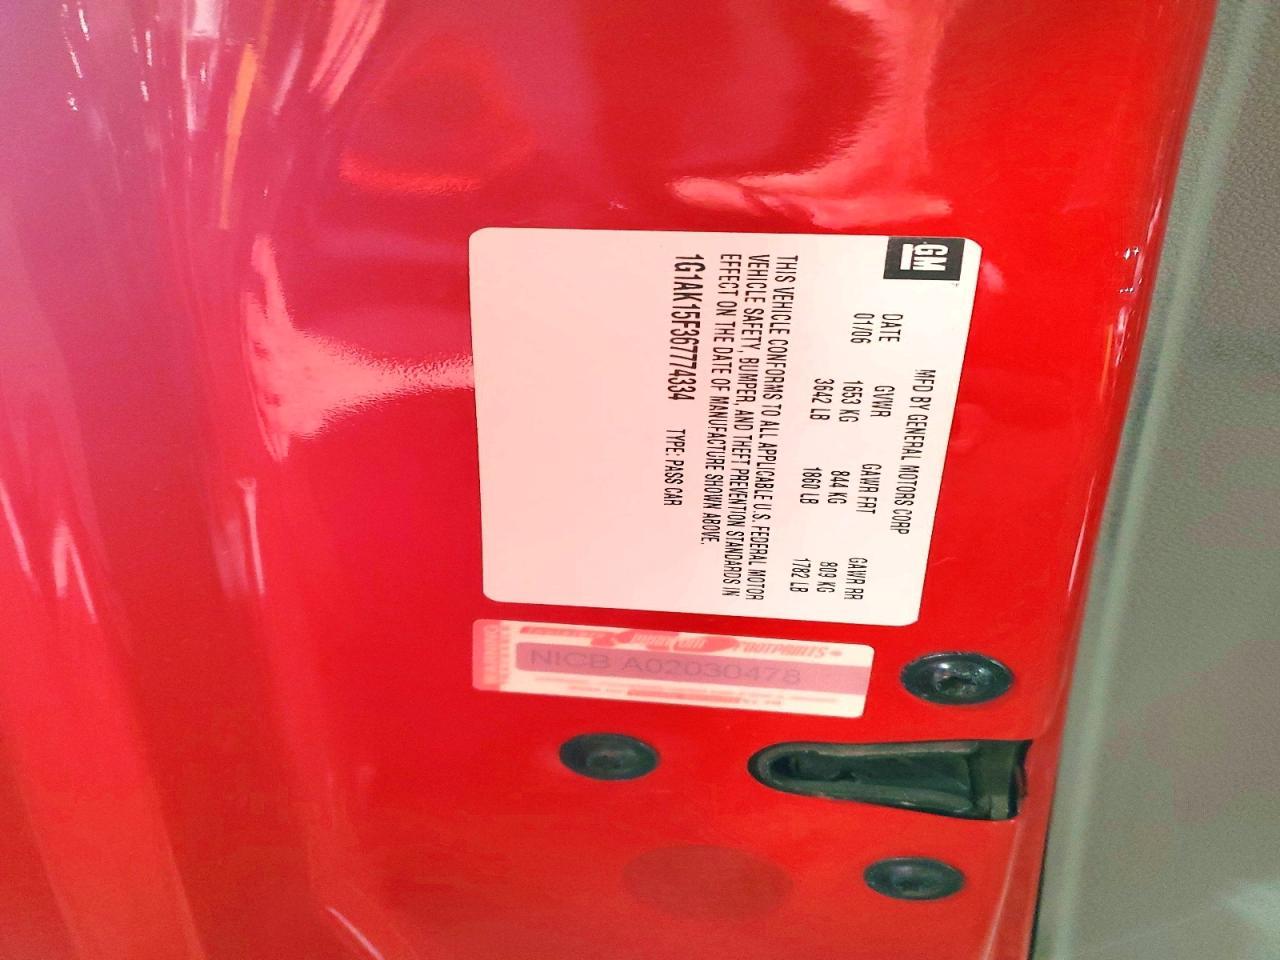 GM
MFD BY GENERAL MOTORS CORP
DATE GVWR GAWR FRT GAWR RR
01/06 1653 KG 844 KG 809 KG
3642 LB 1860 LB 1782 LB
THIS VEHICLE CONFORMS TO ALL APPLICABLE U.S. FEDERAL MOTOR
VEHICLE SAFETY, BUMPER, AND THEFT PREVENTION STANDARDS IN
EFFECT ON THE DATE OF MANUFACTURE SHOWN ABOVE.
1G1AK15F367774334 TYPE: PASS CAR
NICB A02030478